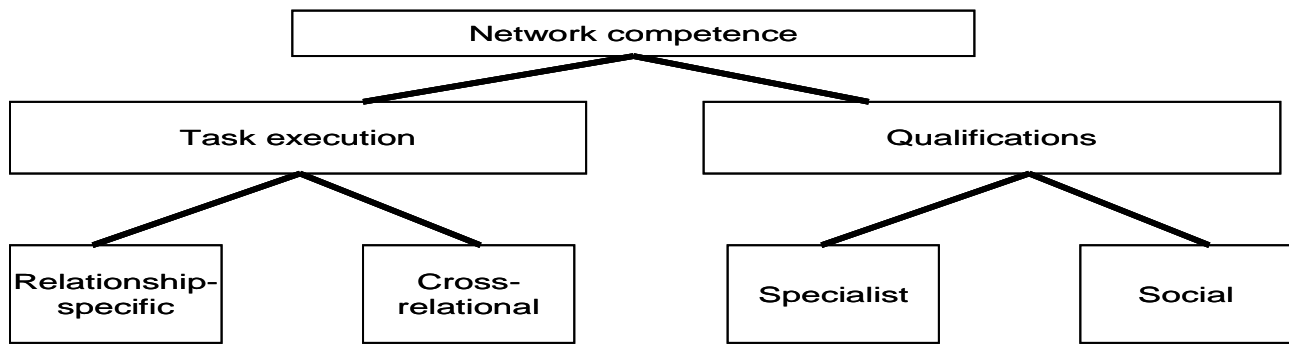 Network competence
Task execution
Qualifications
Relationship-
specific
Cross-
relational
Specialist
Social